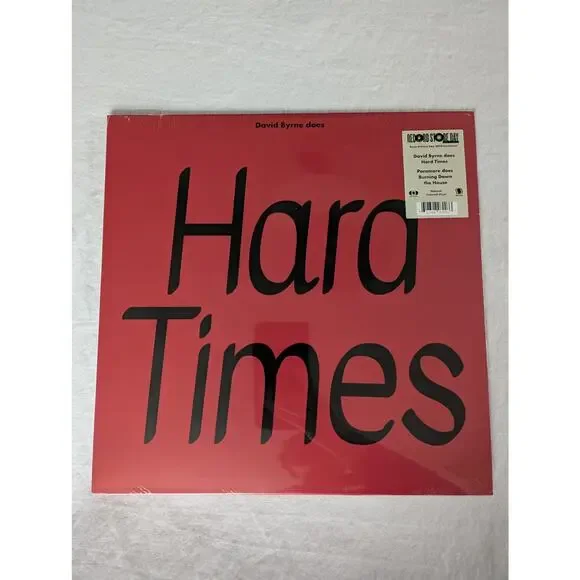 David Byrne does
Hard
Times
RECORD STORE DAY
David Byrne does
Hard Times
Paramore does
Burning Down
the House